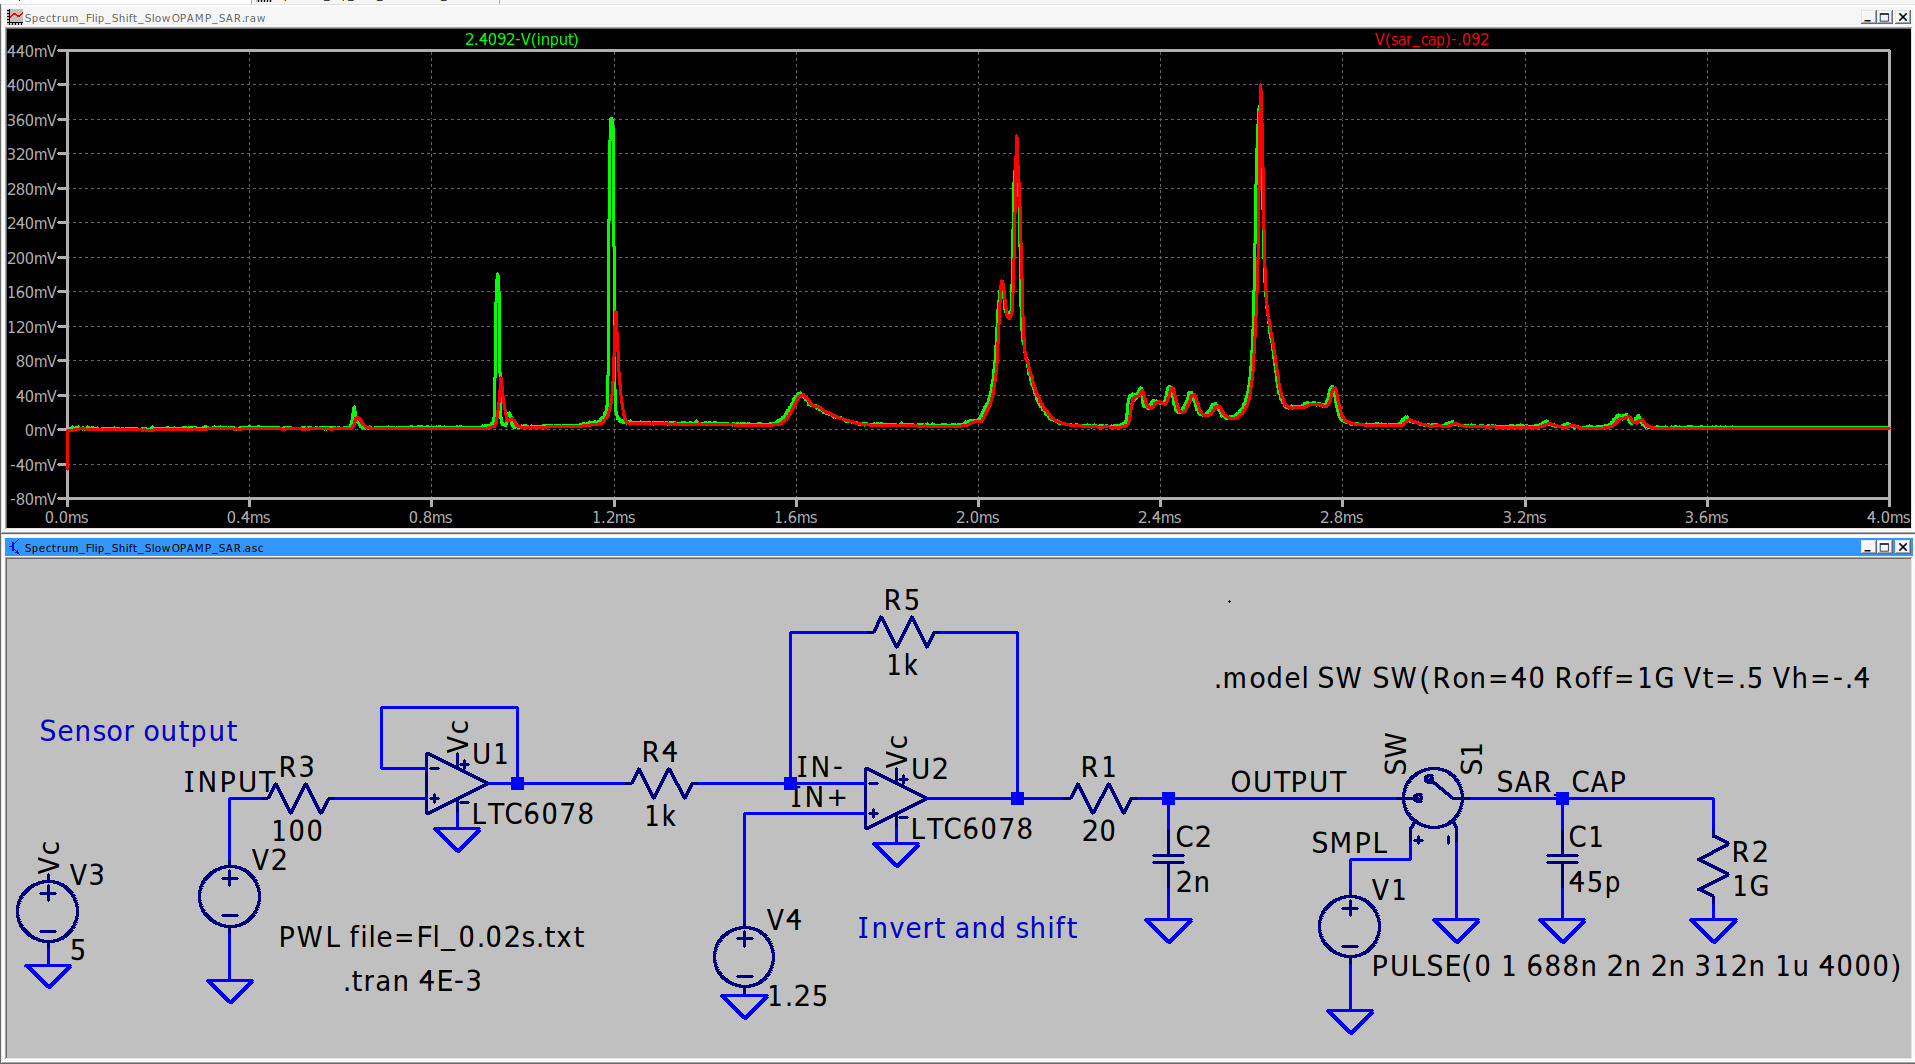 Spectrum_Flip_Shift_SlowOPAMP_SAR.raw
2.4092-V(input)
V(sar_cap)-.092
440mV
400mV
360mV
320mV
280mV
240mV
200mV
160mV
120mV
80mV
40mV
0mV
-40mV
-80mV
0.0ms
0.4ms
0.8ms
1.2ms
1.6ms
2.0ms
2.4ms
2.8ms
3.2ms
3.6ms
4.0ms
Spectrum_Flip_Shift_SlowOPAMP_SAR.asc
R5
1k
.model SW SW(Ron=40 Roff=1G Vt=.5 Vh=-.4
Sensor output
Vc
U1
LTC6078
R4
1k
IN-
IN+
Vc
U2
LTC6078
R1
20
OUTPUT
SW
S1
SAR_CAP
INPUT
R3
100
C2
2n
SMPL
C1
45p
R2
1G
Vc
V3
5
V2
V1
V4
1.25
Invert and shift
PWL file=Fl_0.02s.txt
.tran 4E-3
PULSE(0 1 688n 2n 2n 312n 1u 4000)